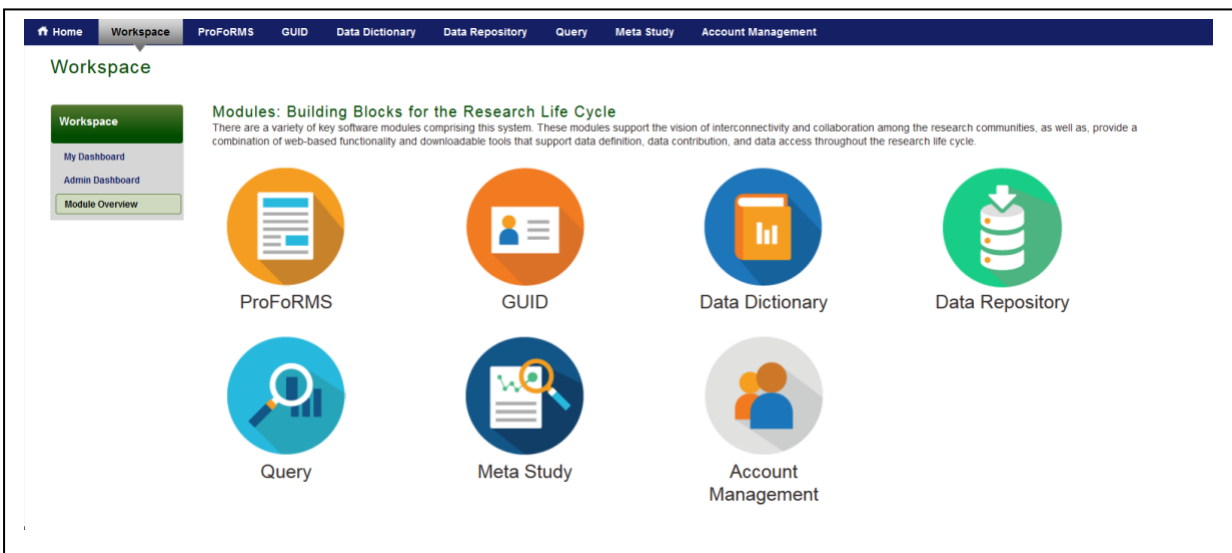 Home Workspace ProFoRMS GUID Data Dictionary Data Repository Query Meta Study Account Management
Workspace
Workspace
My Dashboard
Admin Dashboard
Module Overview
Modules: Building Blocks for the Research Life Cycle
There are a variety of key software modules comprising this system. These modules support the vision of interconnectivity and collaboration among the research communities, as well as, provide a
combination of web-based functionality and downloadable tools that support data definition, data contribution, and data access throughout the research life cycle.
ProFoRMS GUID Data Dictionary Data Repository
Query Meta Study Account
Management